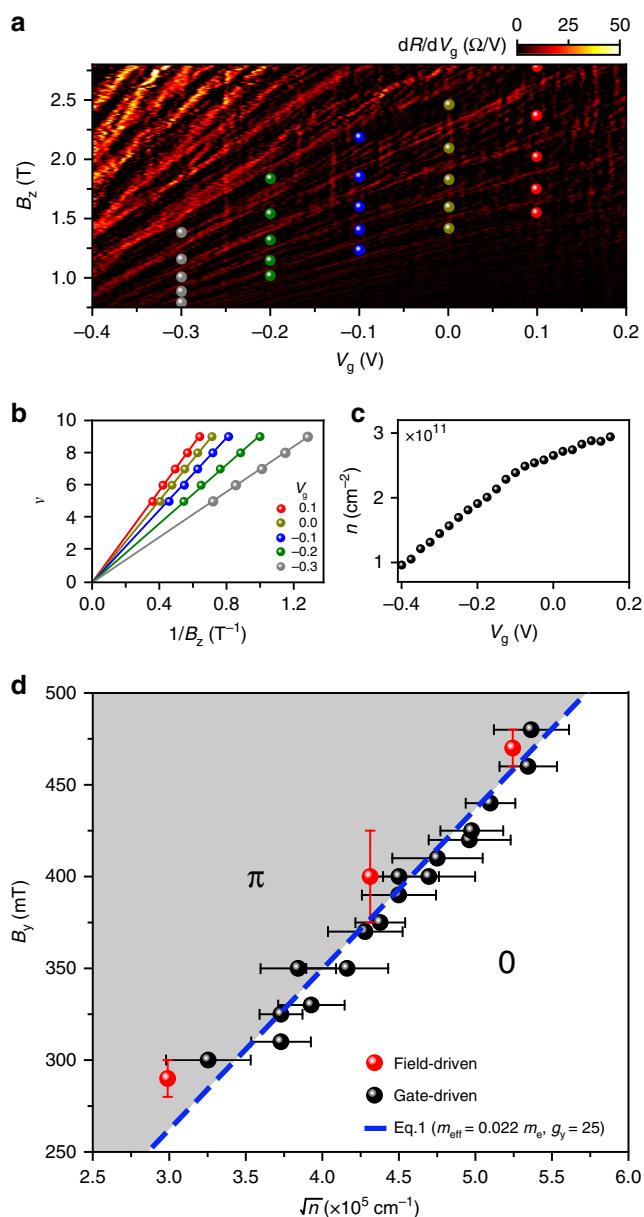 a
dR/dVg (Ω/V)
0 25 50
2.5
2.0
1.5
1.0
Bz (T)
−0.4 −0.3 −0.2 −0.1 0.0 0.1 0.2
Vg (V)
b
10
8
6
4
2
0
ν
0.0 0.4 0.8 1.2
1/Bz (T−1)
Vg
0.1
0.0
−0.1
−0.2
−0.3
c
×10^11
3
2
1
n (cm−2)
−0.4 −0.2 0.0 0.2
Vg (V)
d
500
450
400
350
300
250
By (mT)
π
0
Field-driven
Gate-driven
Eq.1 (meff = 0.022 me, gy = 25)
2.5 3.0 3.5 4.0 4.5 5.0 5.5 6.0
√n (×10^5 cm−1)